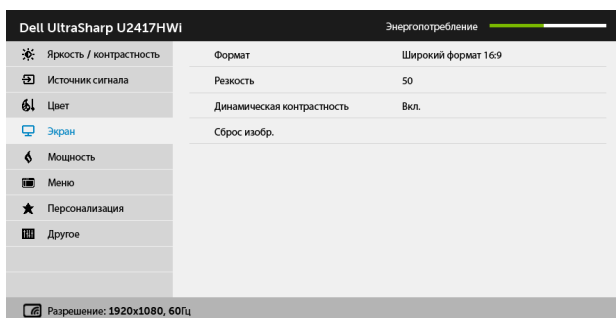 Dell UltraSharp U2417HWi Энергопотребление
Яркость / контрастность Формат Широкий формат 16:9
Источник сигнала Резкость 50
Цвет Динамическая контрастность Вкл.
Экран Сброс изобр.
Мощность
Меню
Персонализация
Другое
Разрешение: 1920x1080, 60Гц